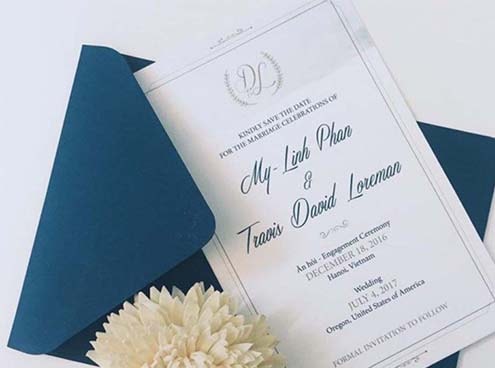 DL
KINDLY SAVE THE DATE
FOR THE MARRIAGE CELEBRATIONS OF
My-Linh Phan
&
Travis David Loreman
Ăn hỏi - Engagement Ceremony
DECEMBER 18, 2016
Hanoi, Vietnam
Wedding
JULY 4, 2017
Oregon, United States of America
FORMAL INVITATION TO FOLLOW